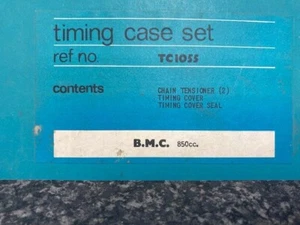 timing case set
ref no. TC1055
contents CHAIN TENSIONER (2)
TIMING COVER
TIMING COVER SEAL
B.M.C. 850cc.